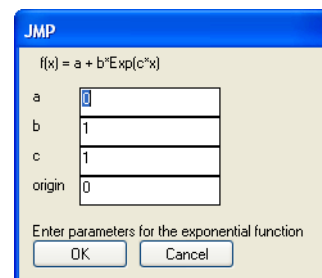 JMP
f(x) = a + b*Exp(c*x)
a 0
b 1
c 1
origin 0
Enter parameters for the exponential function
OK Cancel